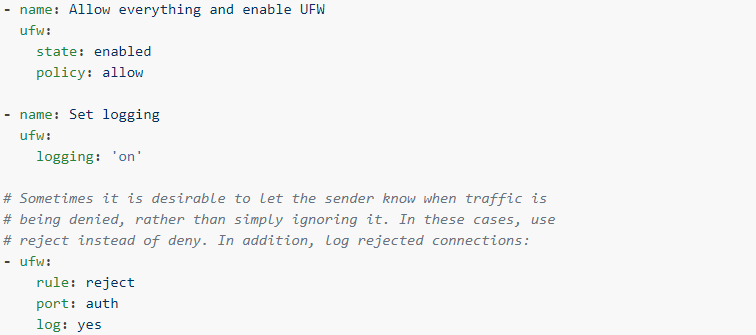 - name: Allow everything and enable UFW
  ufw:
    state: enabled
    policy: allow

- name: Set logging
  ufw:
    logging: 'on'

# Sometimes it is desirable to let the sender know when traffic is
# being denied, rather than simply ignoring it. In these cases, use
# reject instead of deny. In addition, log rejected connections:
- ufw:
    rule: reject
    port: auth
    log: yes